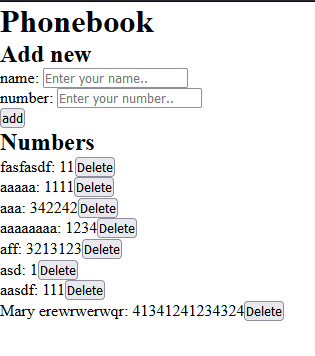 Phonebook
Add new
name: Enter your name..
number: Enter your number..
add
Numbers
fasfasdf: 11 Delete
aaaaa: 1111 Delete
aaa: 342242 Delete
aaaaaaaa: 1234 Delete
aff: 3213123 Delete
asd: 1 Delete
aasdf: 111 Delete
Mary erewrwerwqr: 41341241234324 Delete